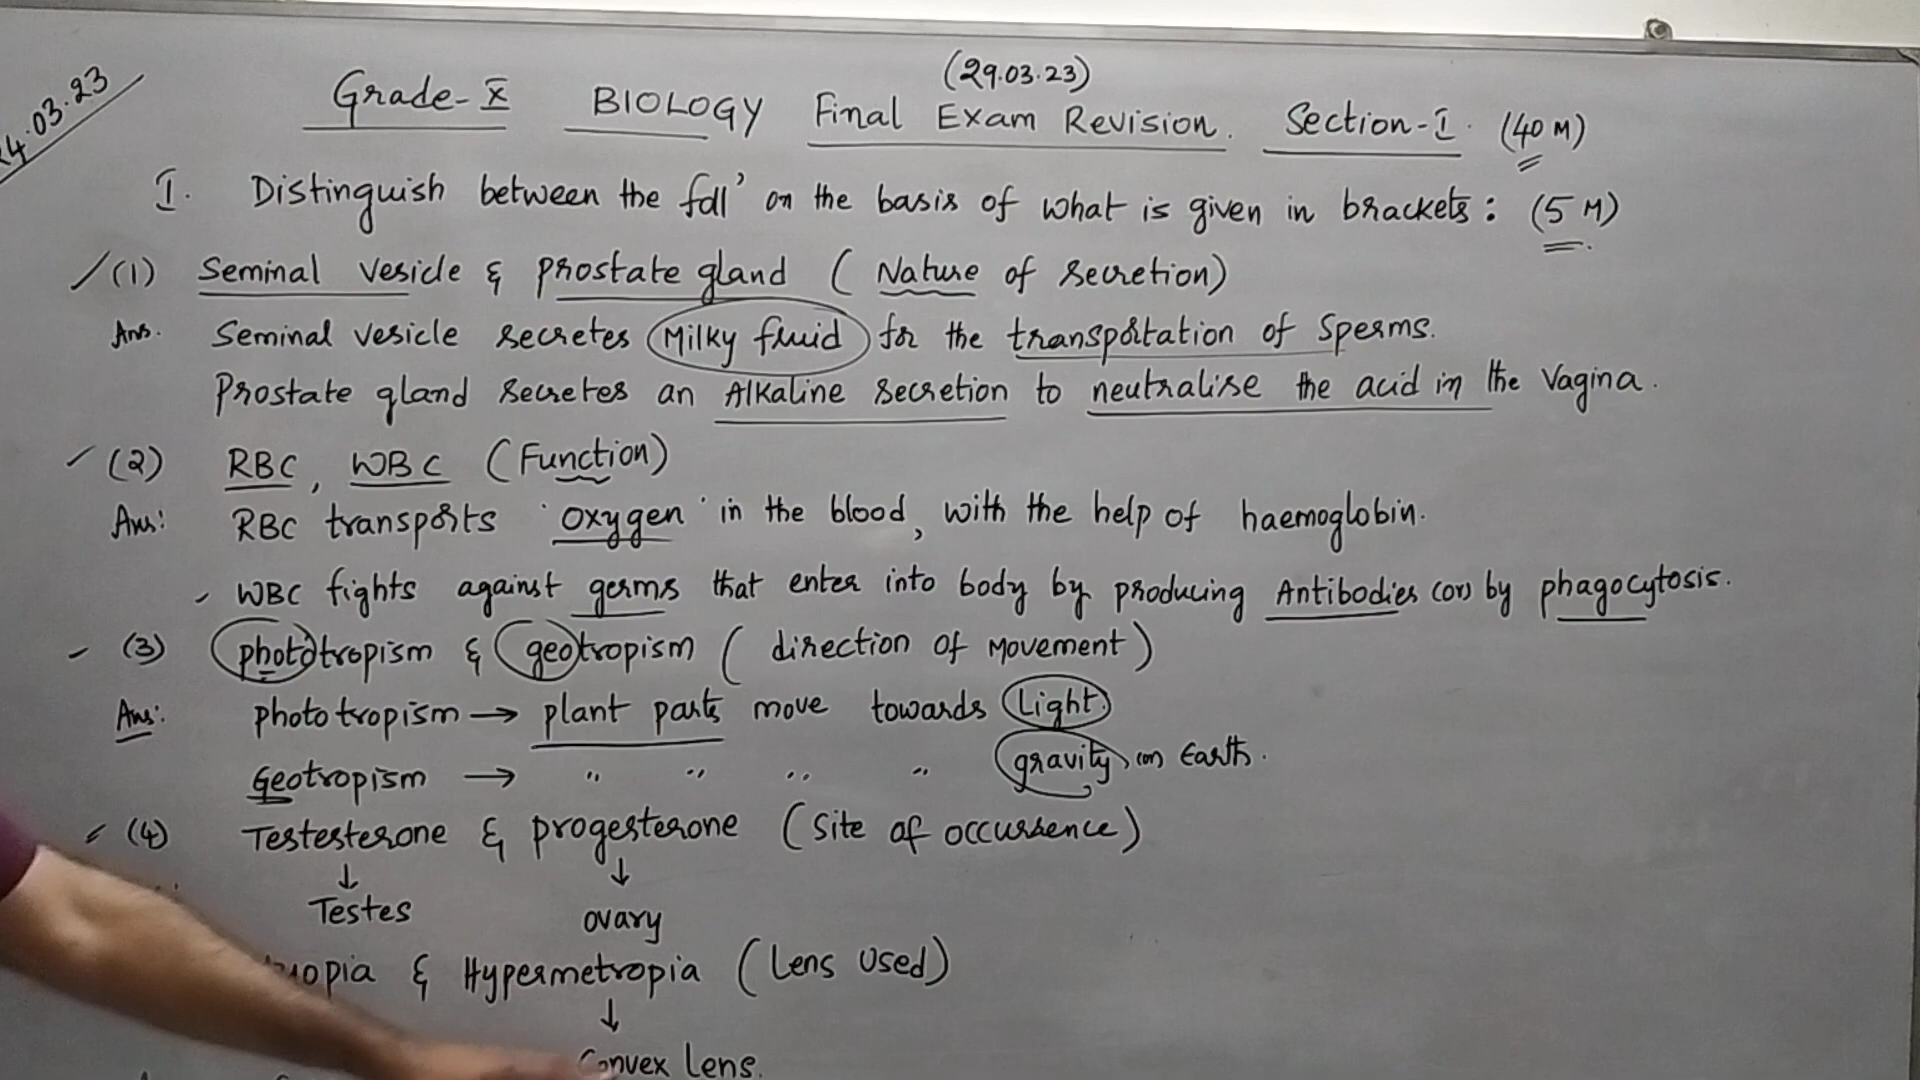 (29.03.23)
24.03.23
Grade-X BIOLOGY Final Exam Revision. Section-I. (40 M)
I. Distinguish between the foll' on the basis of what is given in brackets: (5 M)
(1) Seminal vesicle & prostate gland (Nature of secretion)
Ans. Seminal vesicle secretes Milky fluid for the transportation of Sperms.
Prostate gland secretes an Alkaline secretion to neutralise the acid in the Vagina.
(2) RBC, WBC (Function)
Ans: RBC transports 'oxygen' in the blood, with the help of haemoglobin.
WBC fights against germs that enter into body by producing Antibodies (or) by phagocytosis.
(3) phototropism & geotropism (direction of Movement)
Ans: phototropism → plant parts move towards Light.
Geotropism → " " " " gravity (or) Earth.
(4) Testesterone & progesterone (Site of occurrence)
↓ ↓
Testes ovary
& Hypermetropia (Lens Used)
↓
Convex Lens.